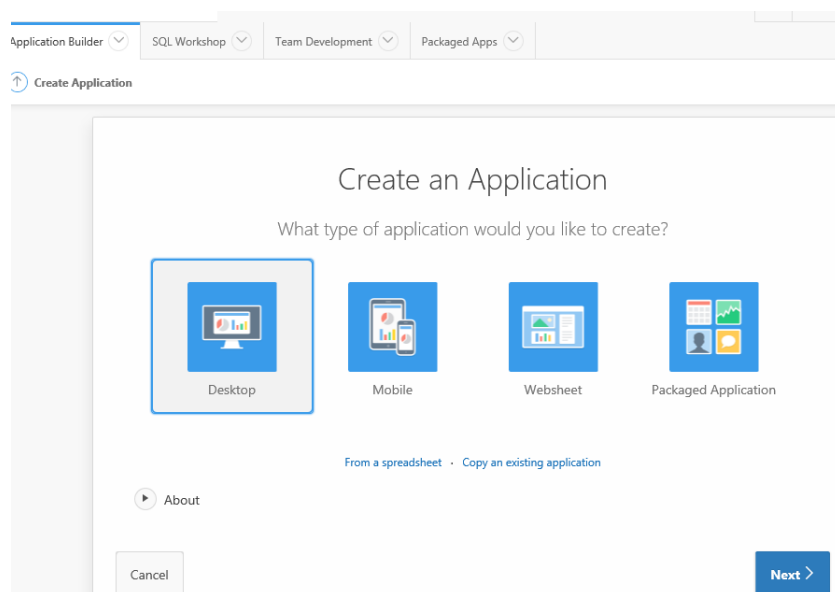 Application Builder SQL Workshop Team Development Packaged Apps
Create Application
Create an Application
What type of application would you like to create?
Desktop Mobile Websheet Packaged Application
From a spreadsheet · Copy an existing application
About
Cancel Next